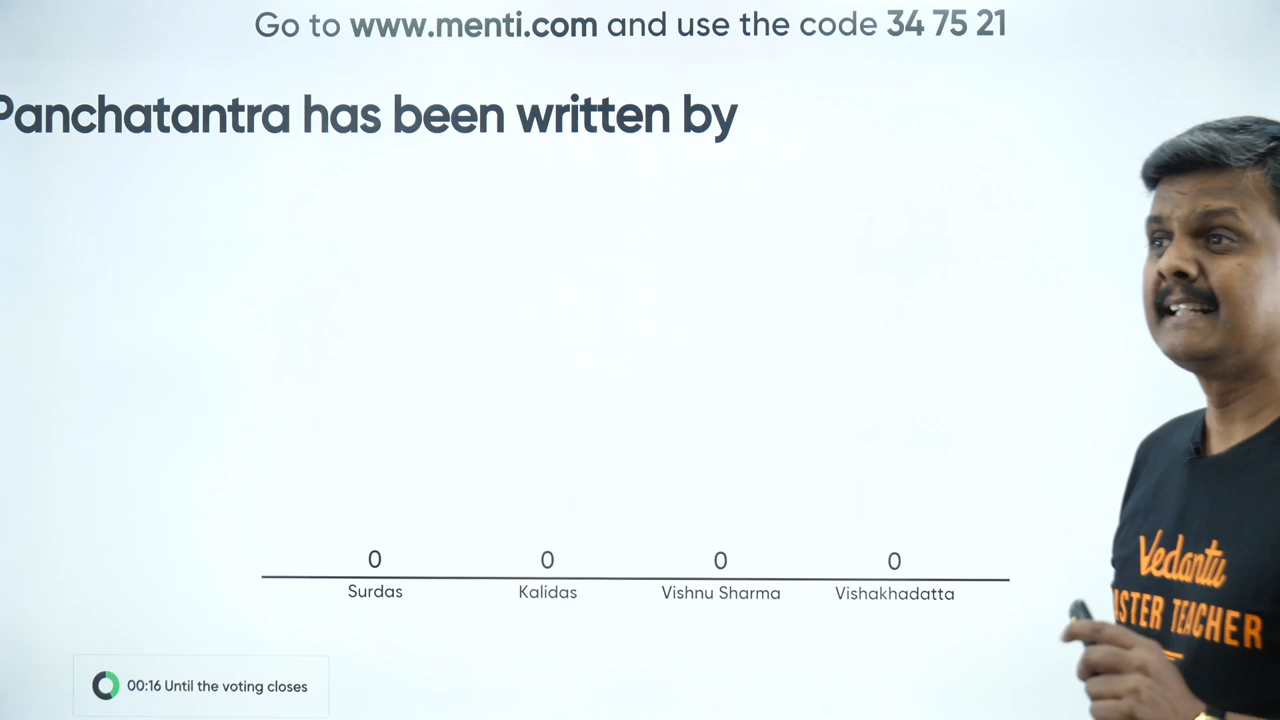 Go to www.menti.com and use the code 34 75 21
Panchatantra has been written by
0 0 0 0
Surdas Kalidas Vishnu Sharma Vishakhadatta
00:16 Until the voting closes
Vedantu
ASTER TEACHER